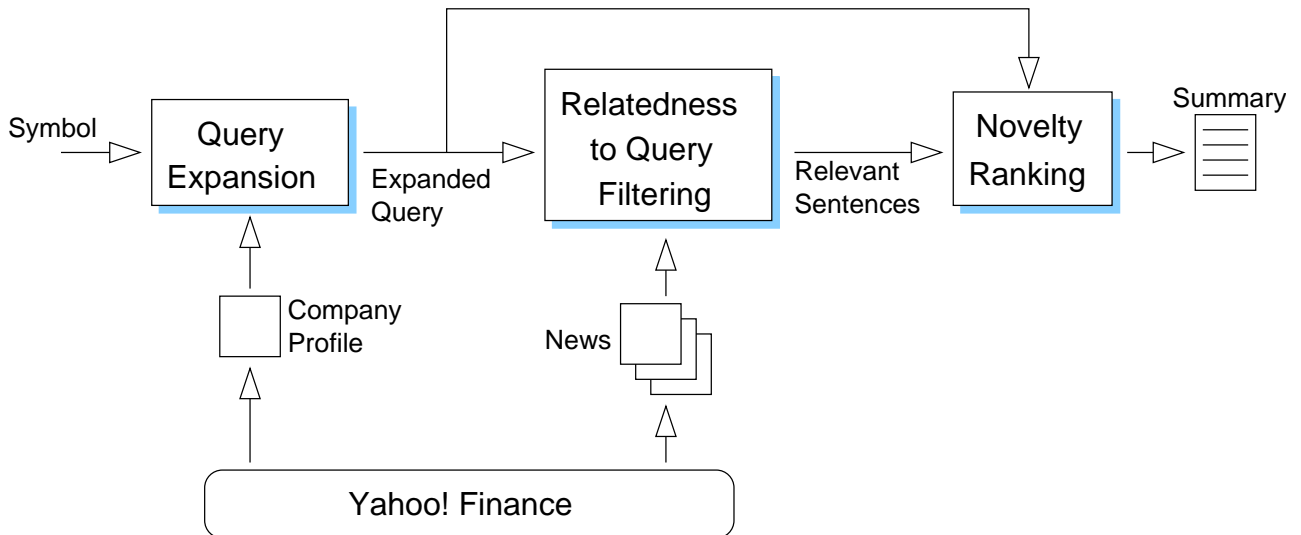 Symbol
Query
Expansion
Expanded
Query
Relatedness
to Query
Filtering
Relevant
Sentences
Novelty
Ranking
Summary
Company
Profile
News
Yahoo! Finance